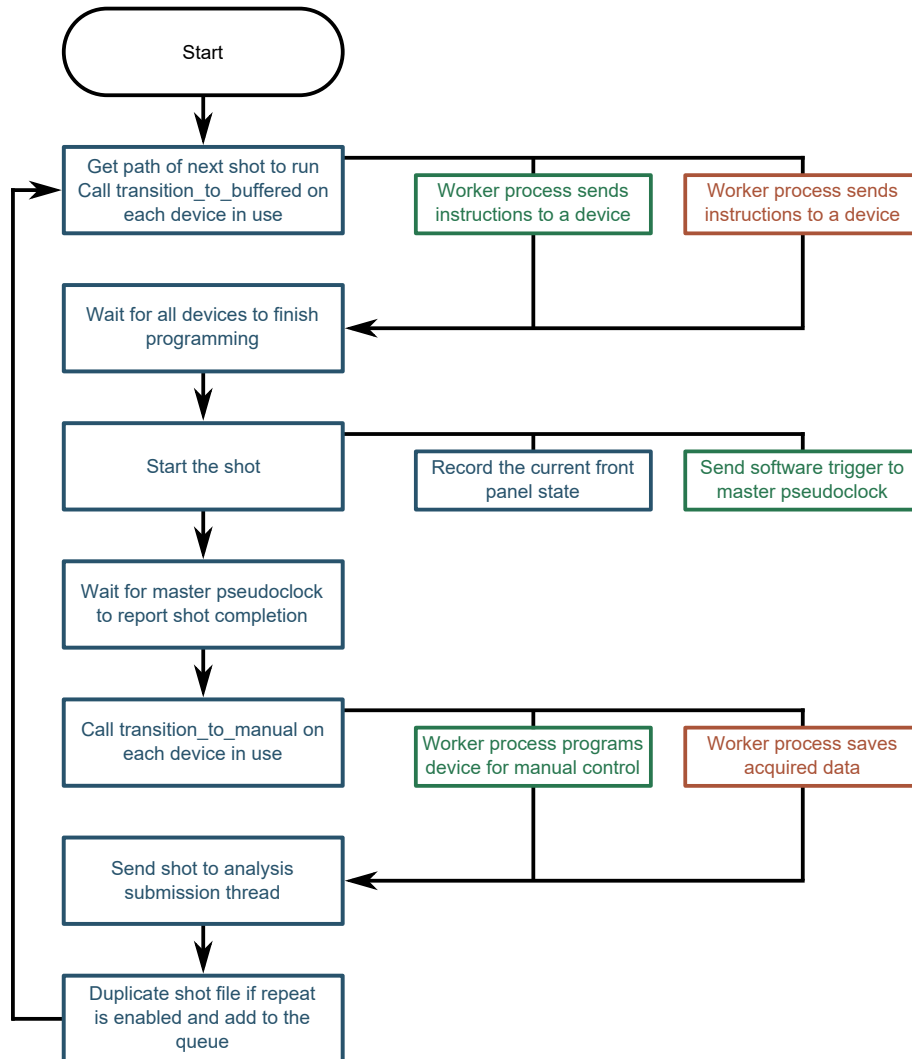 Start
Get path of next shot to run
Call transition_to_buffered on
each device in use
Worker process sends
instructions to a device
Worker process sends
instructions to a device
Wait for all devices to finish
programming
Start the shot
Record the current front
panel state
Send software trigger to
master pseudoclock
Wait for master pseudoclock
to report shot completion
Call transition_to_manual on
each device in use
Worker process programs
device for manual control
Worker process saves
acquired data
Send shot to analysis
submission thread
Duplicate shot file if repeat
is enabled and add to the
queue